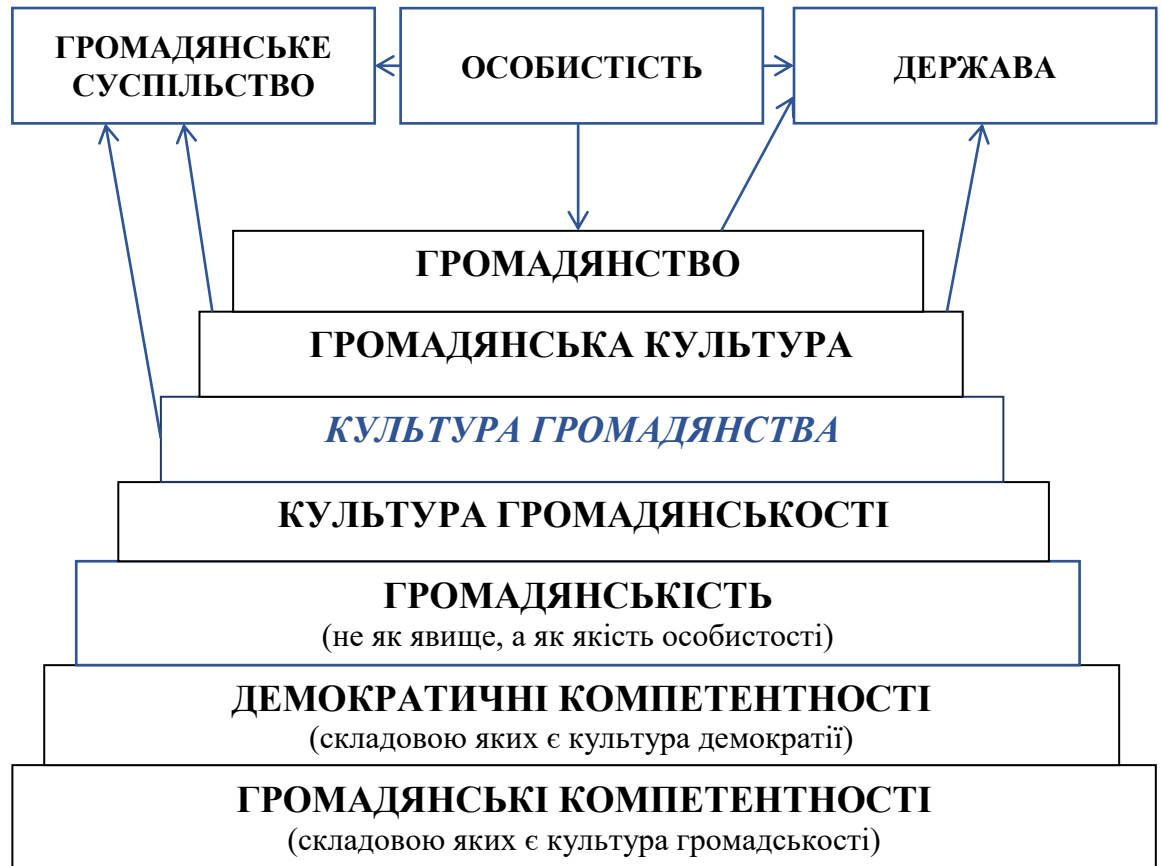 ГРОМАДЯНСЬКЕ
СУСПІЛЬСТВО
ОСОБИСТІСТЬ
ДЕРЖАВА
ГРОМАДЯНСТВО
ГРОМАДЯНСЬКА КУЛЬТУРА
КУЛЬТУРА ГРОМАДЯНСТВА
КУЛЬТУРА ГРОМАДЯНСЬКОСТІ
ГРОМАДЯНСЬКІСТЬ
(не як явище, а як якість особистості)
ДЕМОКРАТИЧНІ КОМПЕТЕНТНОСТІ
(складовою яких є культура демократії)
ГРОМАДЯНСЬКІ КОМПЕТЕНТНОСТІ
(складовою яких є культура громадськості)